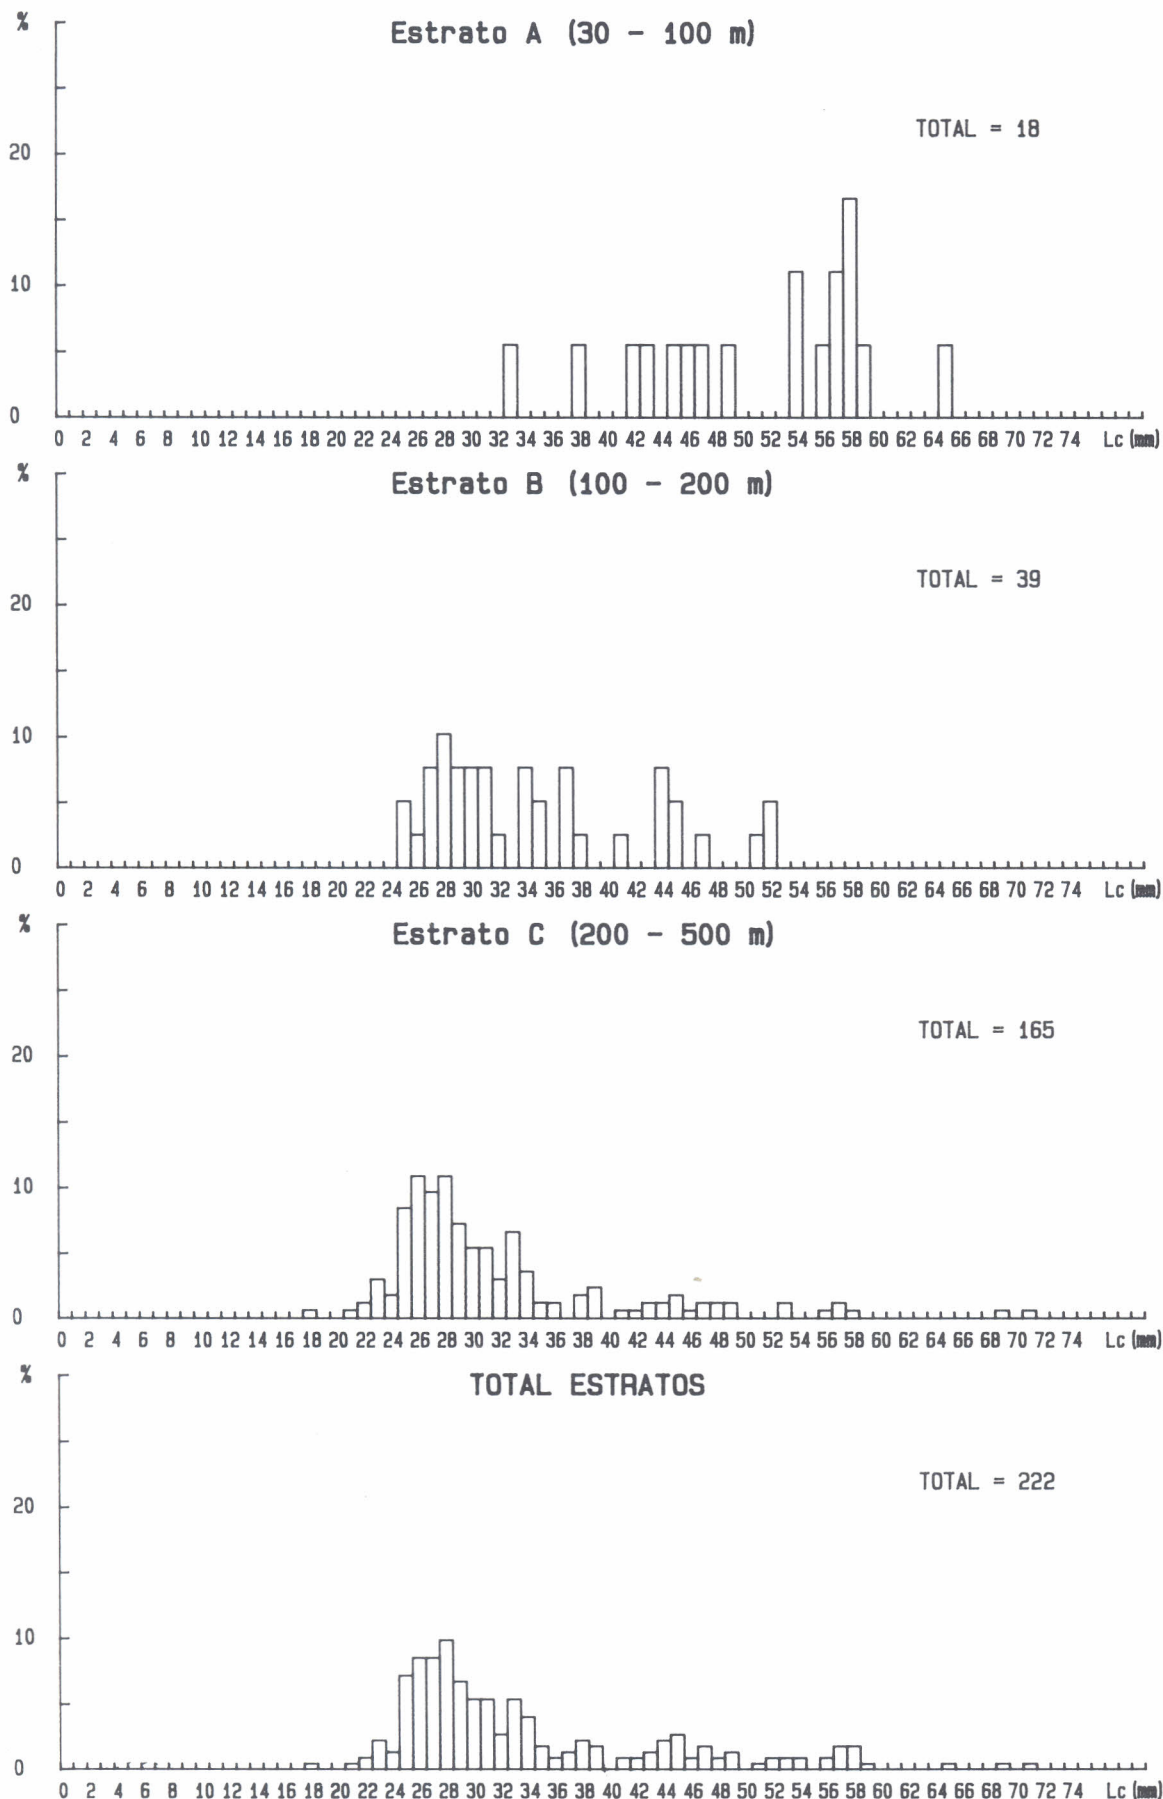 %
Estrato A (30 - 100 m)
TOTAL = 18
20
10
0
0 2 4 6 8 10 12 14 16 18 20 22 24 26 28 30 32 34 36 38 40 42 44 46 48 50 52 54 56 58 60 62 64 66 68 70 72 74 Lc (mm)
%
Estrato B (100 - 200 m)
TOTAL = 39
20
10
0
0 2 4 6 8 10 12 14 16 18 20 22 24 26 28 30 32 34 36 38 40 42 44 46 48 50 52 54 56 58 60 62 64 66 68 70 72 74 Lc (mm)
%
Estrato C (200 - 500 m)
TOTAL = 165
20
10
0
0 2 4 6 8 10 12 14 16 18 20 22 24 26 28 30 32 34 36 38 40 42 44 46 48 50 52 54 56 58 60 62 64 66 68 70 72 74 Lc (mm)
%
TOTAL ESTRATOS
TOTAL = 222
20
10
0
0 2 4 6 8 10 12 14 16 18 20 22 24 26 28 30 32 34 36 38 40 42 44 46 48 50 52 54 56 58 60 62 64 66 68 70 72 74 Lc (mm)